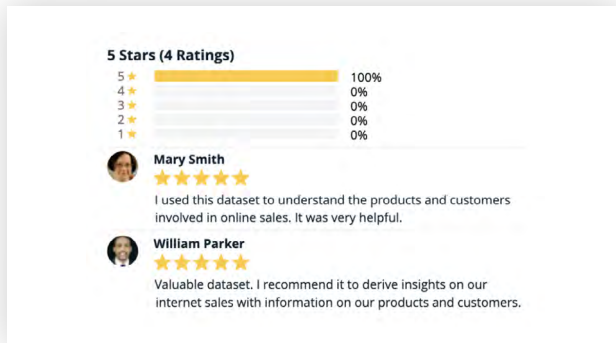 5 Stars (4 Ratings)
5 ★ 100%
4 ★ 0%
3 ★ 0%
2 ★ 0%
1 ★ 0%
Mary Smith
I used this dataset to understand the products and customers
involved in online sales. It was very helpful.
William Parker
Valuable dataset. I recommend it to derive insights on our
internet sales with information on our products and customers.